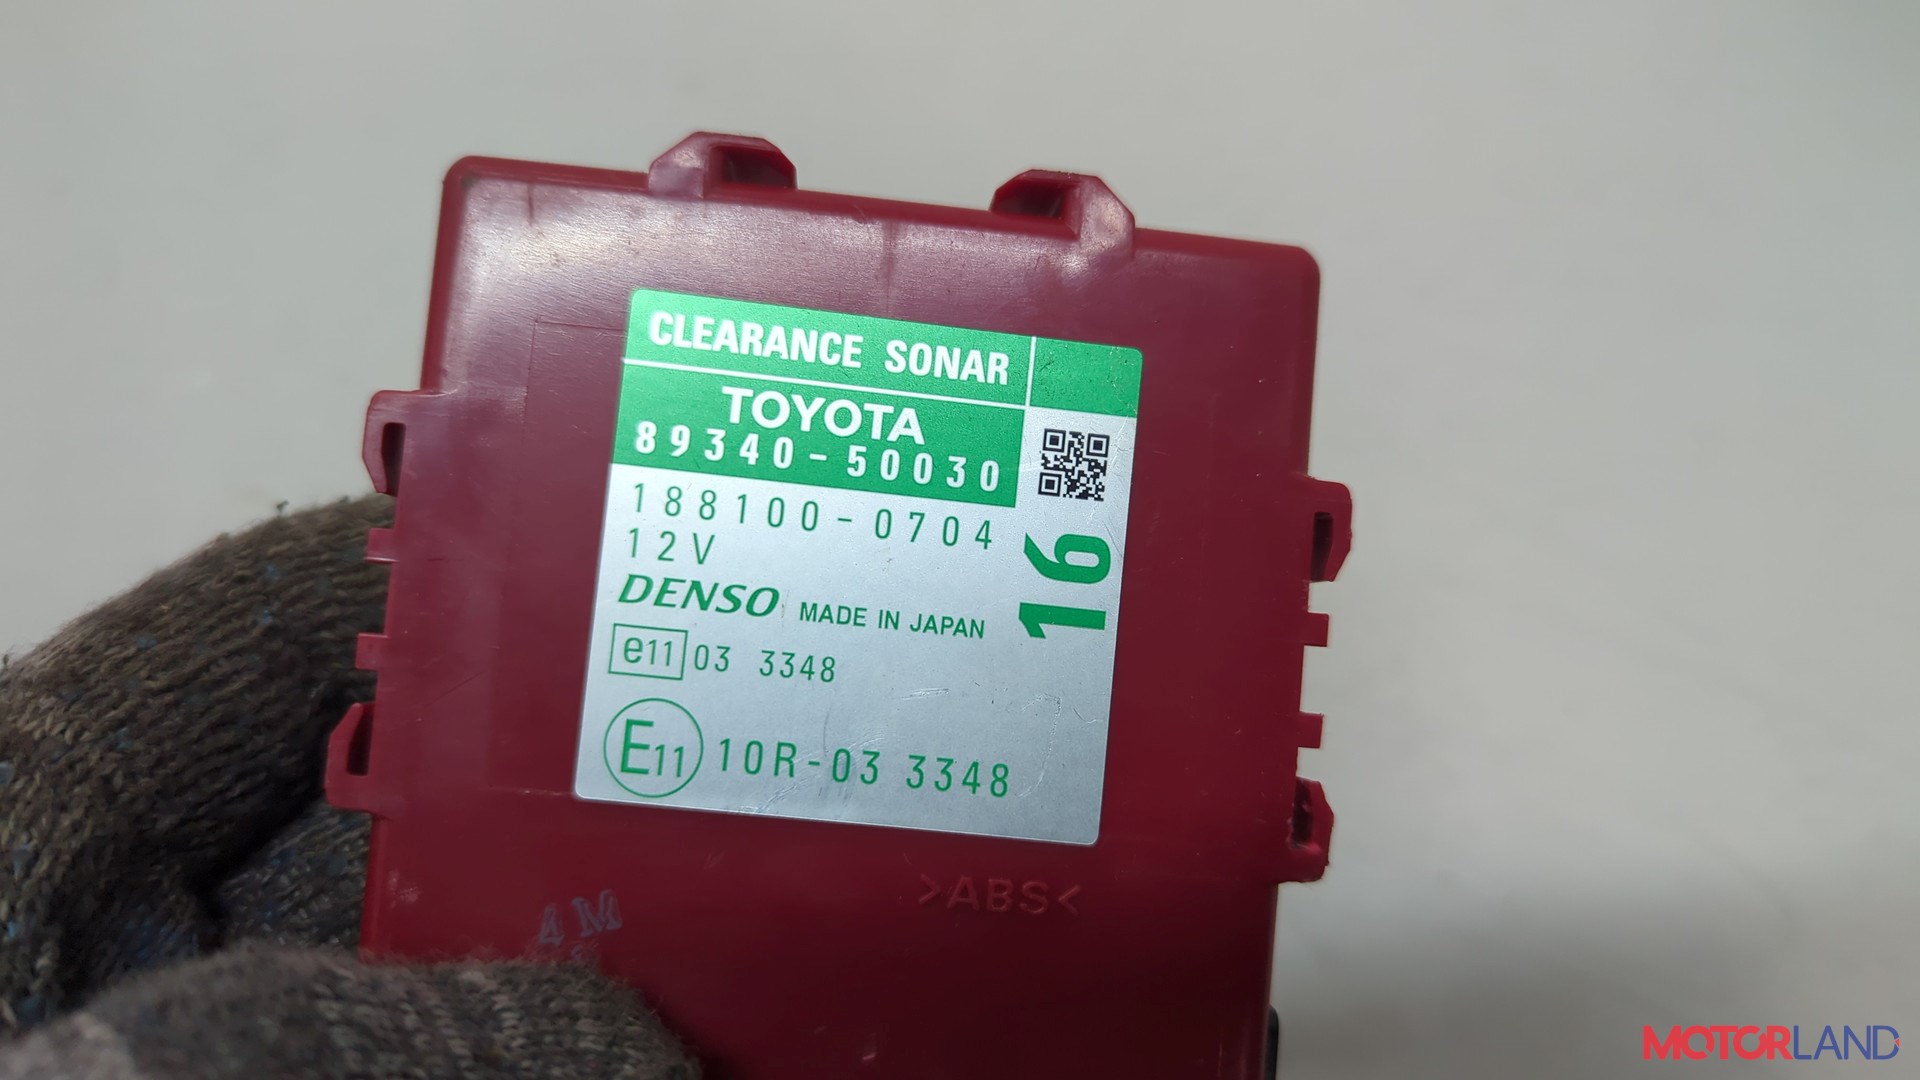 CLEARANCE SONAR
TOYOTA
89340-50030
188100-0704
12V
DENSO MADE IN JAPAN
16
e11 03 3348
E11 10R-03 3348
>ABS<
4M
MOTORLAND